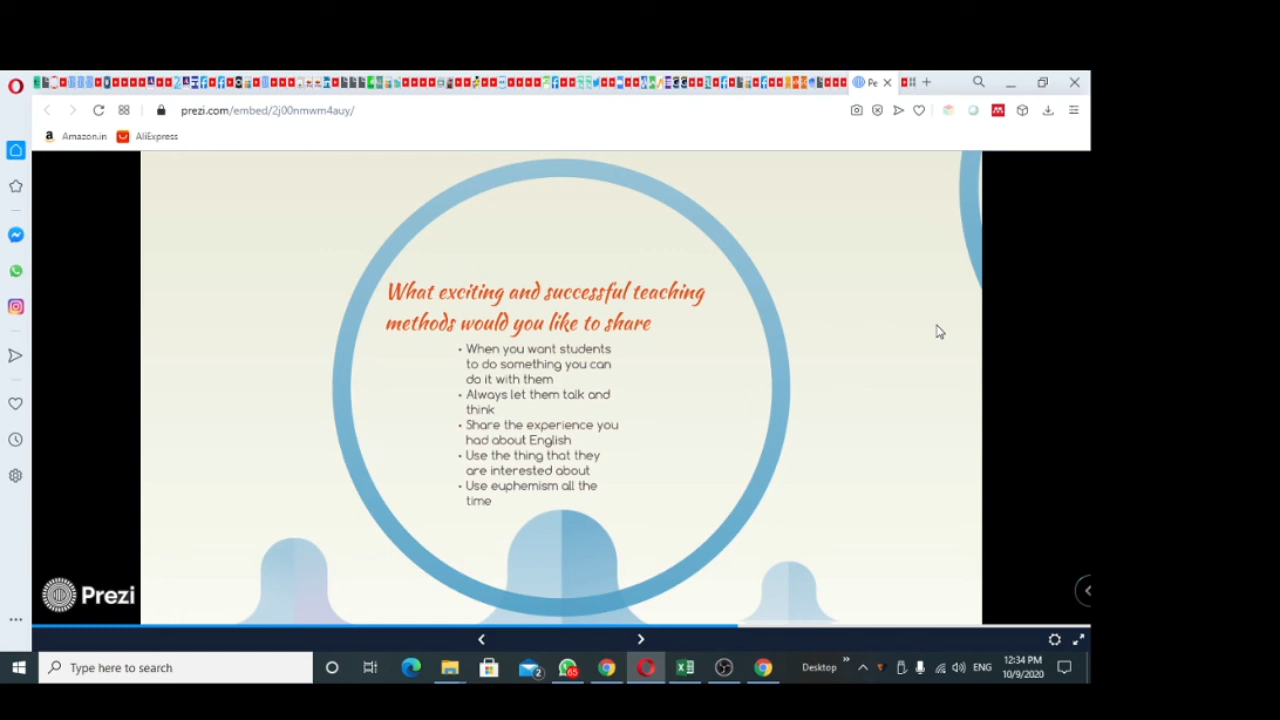 Pe
prezi.com/embed/2j00nmwm4auy/
Amazon.in
AliExpress
What exciting and successful teaching
methods would you like to share
• When you want students
to do something you can
do it with them
• Always let them talk and
think
• Share the experience you
had about English
• Use the thing that they
are interested about
• Use euphemism all the
time
Prezi
Type here to search
2
65
Desktop
ENG
12:34 PM
10/9/2020